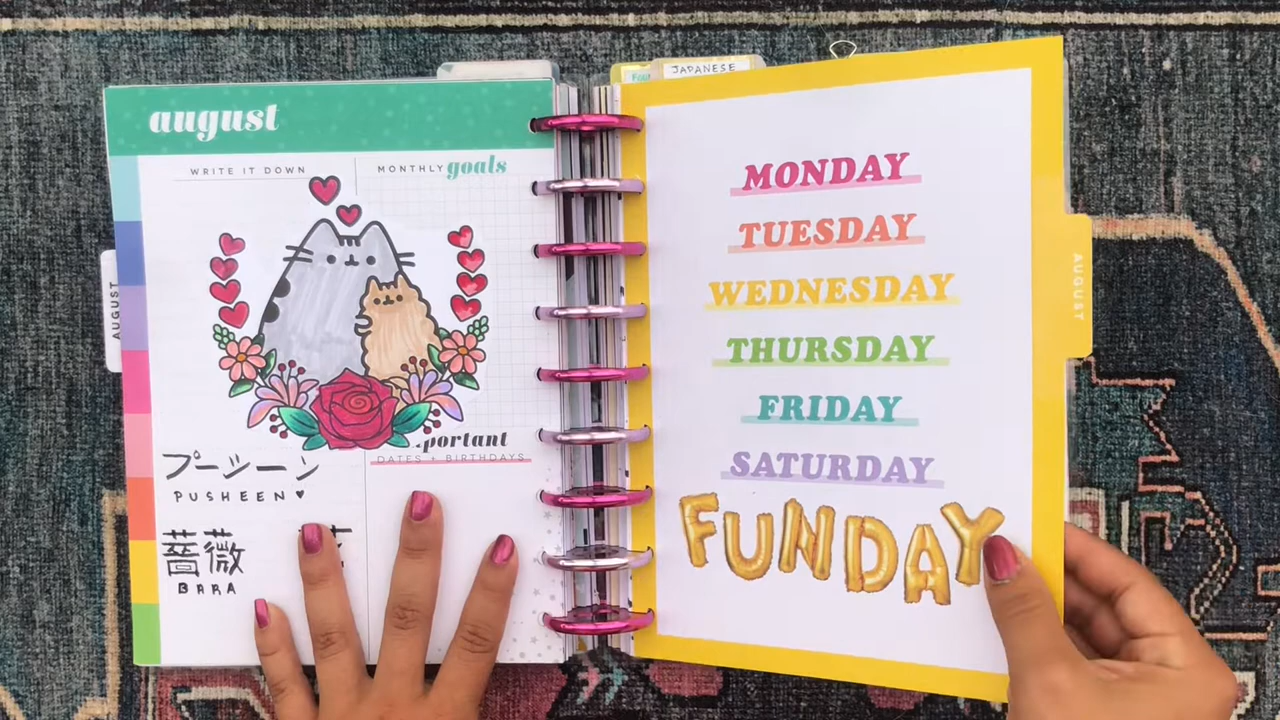 august
WRITE IT DOWN
MONTHLY goals
プーシーン
PUSHEEN♥
薔薇
BARA
DATES + BIRTHDAYS
AUGUST
JAPANESE
MONDAY
TUESDAY
WEDNESDAY
THURSDAY
FRIDAY
SATURDAY
FUNDAY
AUGUST